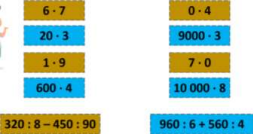 6 · 7
0 · 4
20 · 3
9000 · 3
1 · 9
7 · 0
600 · 4
10 000 · 8
320 : 8 – 450 : 90
960 : 6 + 560 : 4